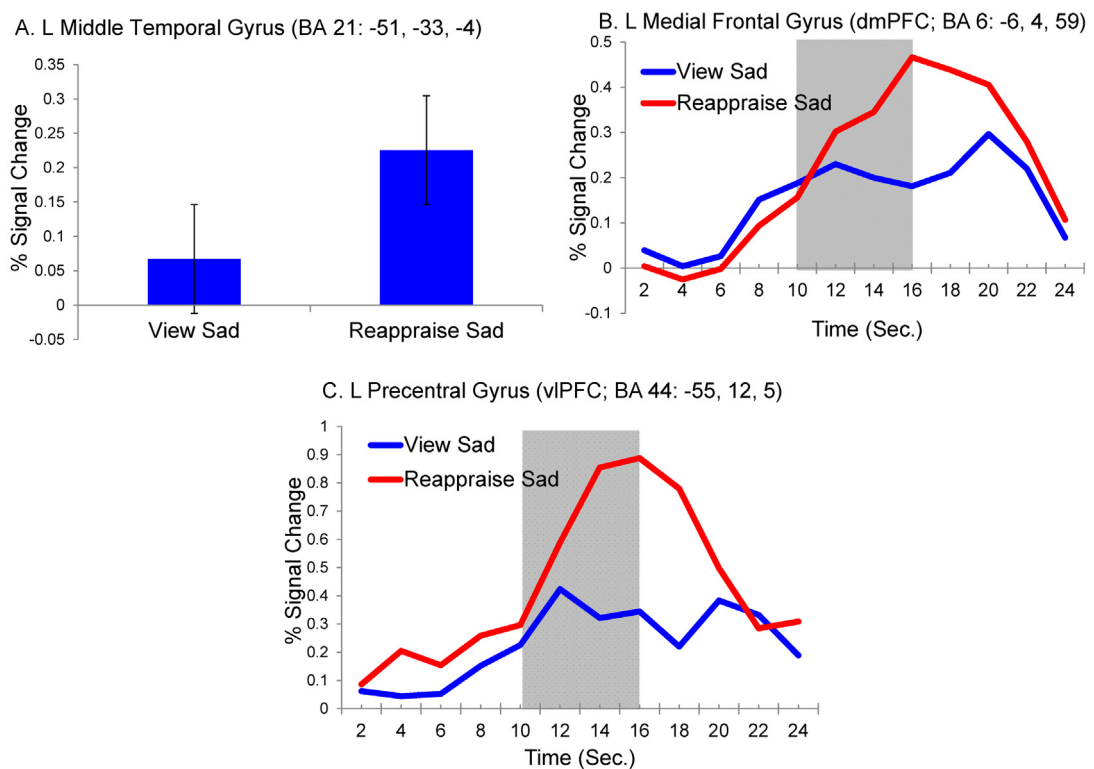 A. L Middle Temporal Gyrus (BA 21: -51, -33, -4)
% Signal Change
0.35
0.3
0.25
0.2
0.15
0.1
0.05
0
-0.05
View Sad
Reappraise Sad
B. L Medial Frontal Gyrus (dmPFC; BA 6: -6, 4, 59)
% Signal Change
0.5
0.4
0.3
0.2
0.1
0
-0.1
View Sad
Reappraise Sad
2 4 6 8 10 12 14 16 18 20 22 24
Time (Sec.)
C. L Precentral Gyrus (vlPFC; BA 44: -55, 12, 5)
% Signal Change
1
0.9
0.8
0.7
0.6
0.5
0.4
0.3
0.2
0.1
0
View Sad
Reappraise Sad
2 4 6 8 10 12 14 16 18 20 22 24
Time (Sec.)